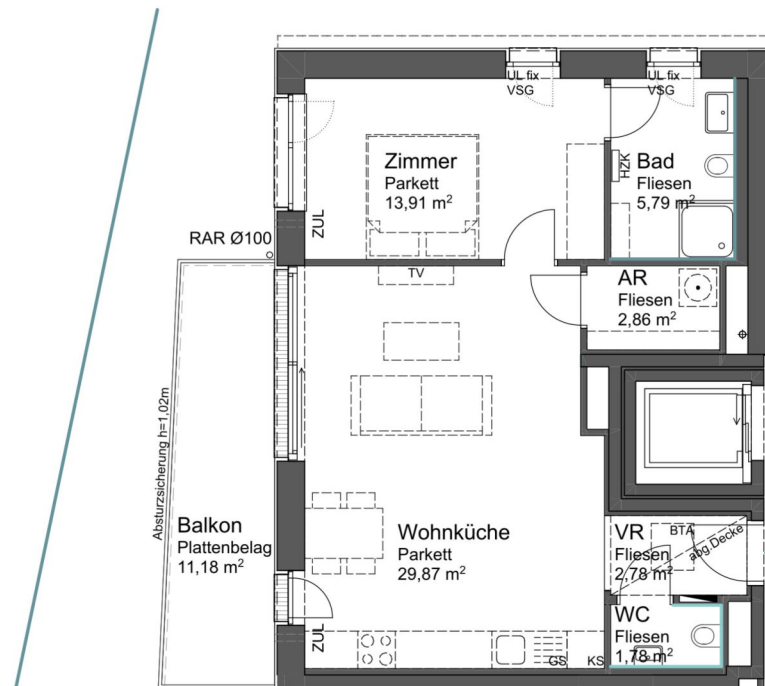 UL fix
VSG
UL fix
VSG
Zimmer
Parkett
13,91 m²
HZK
Bad
Fliesen
5,79 m²
ZUL
RAR Ø100
TV
AR
Fliesen
2,86 m²
Absturzsicherung h=1,02m
Balkon
Plattenbelag
11,18 m²
Wohnküche
Parkett
29,87 m²
VR
Fliesen
2,78 m²
BTA
abg.Decke
WC
Fliesen
1,78 m²
ZUL
GS
KS